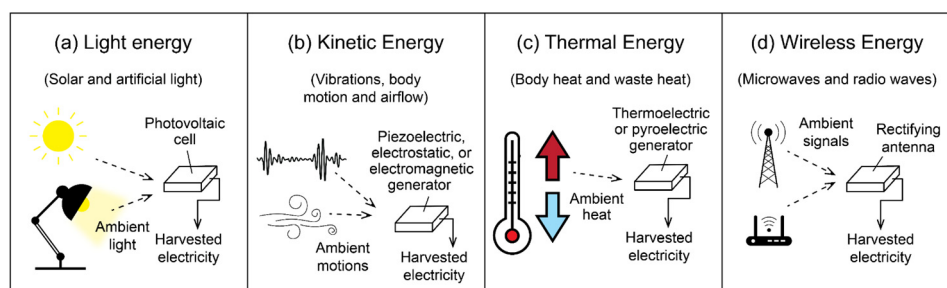 (a) Light energy
(Solar and artificial light)
Photovoltaic
cell
Ambient
light
Harvested
electricity
(b) Kinetic Energy
(Vibrations, body
motion and airflow)
Piezoelectric,
electrostatic, or
electromagnetic
generator
Ambient
motions
Harvested
electricity
(c) Thermal Energy
(Body heat and waste heat)
Thermoelectric
or pyroelectric
generator
Ambient
heat
Harvested
electricity
(d) Wireless Energy
(Microwaves and radio waves)
Ambient
signals
Rectifying
antenna
Harvested
electricity